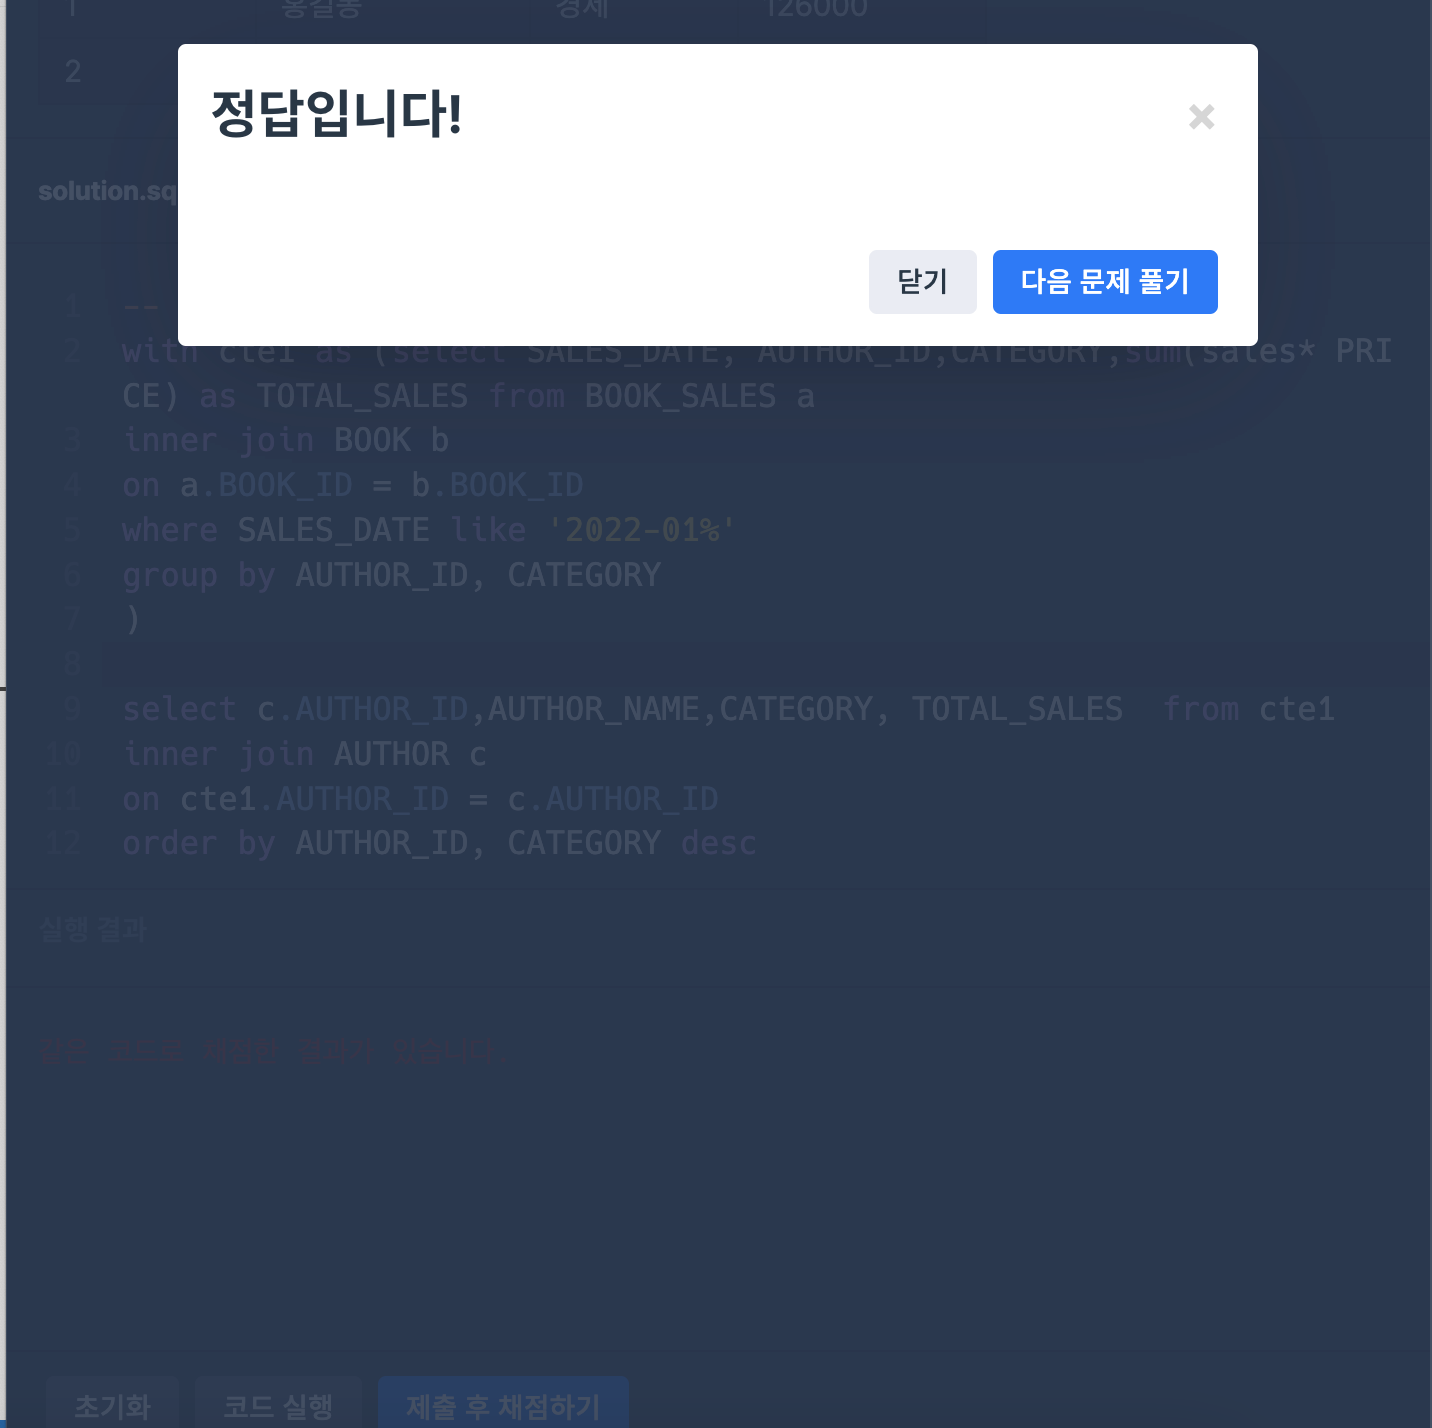 1 홍길동 경제 126000
2
정답입니다!
×
solution.sq
닫기 다음 문제 풀기
1 --
2 with cte1 as (select SALES_DATE, AUTHOR_ID,CATEGORY,sum(sales* PRI
CE) as TOTAL_SALES from BOOK_SALES a
3 inner join BOOK b
4 on a.BOOK_ID = b.BOOK_ID
5 where SALES_DATE like '2022-01%'
6 group by AUTHOR_ID, CATEGORY
7 )
8
9 select c.AUTHOR_ID,AUTHOR_NAME,CATEGORY, TOTAL_SALES  from cte1
10 inner join AUTHOR c
11 on cte1.AUTHOR_ID = c.AUTHOR_ID
12 order by AUTHOR_ID, CATEGORY desc
실행 결과
같은 코드로 채점한 결과가 있습니다.
초기화 코드 실행 제출 후 채점하기